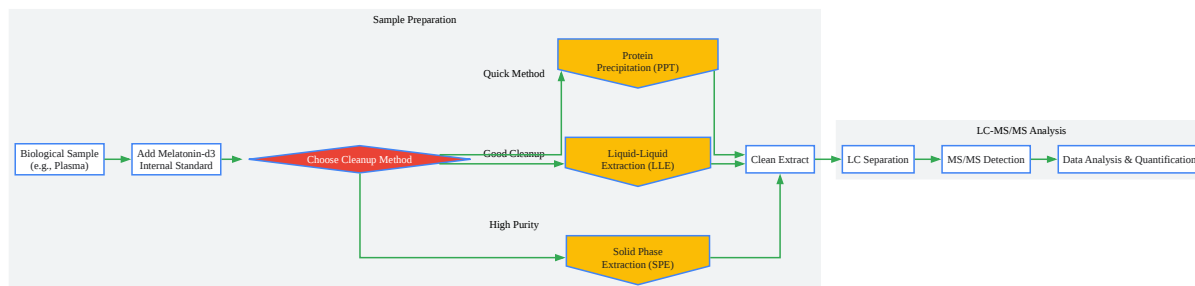 Sample Preparation
Protein
Precipitation (PPT)
Quick Method
LC-MS/MS Analysis
Biological Sample
(e.g., Plasma)
Add Melatonin-d3
Internal Standard
Choose Cleanup Method
Good Cleanup
Liquid-Liquid
Extraction (LLE)
Clean Extract
LC Separation
MS/MS Detection
Data Analysis & Quantification
High Purity
Solid Phase
Extraction (SPE)